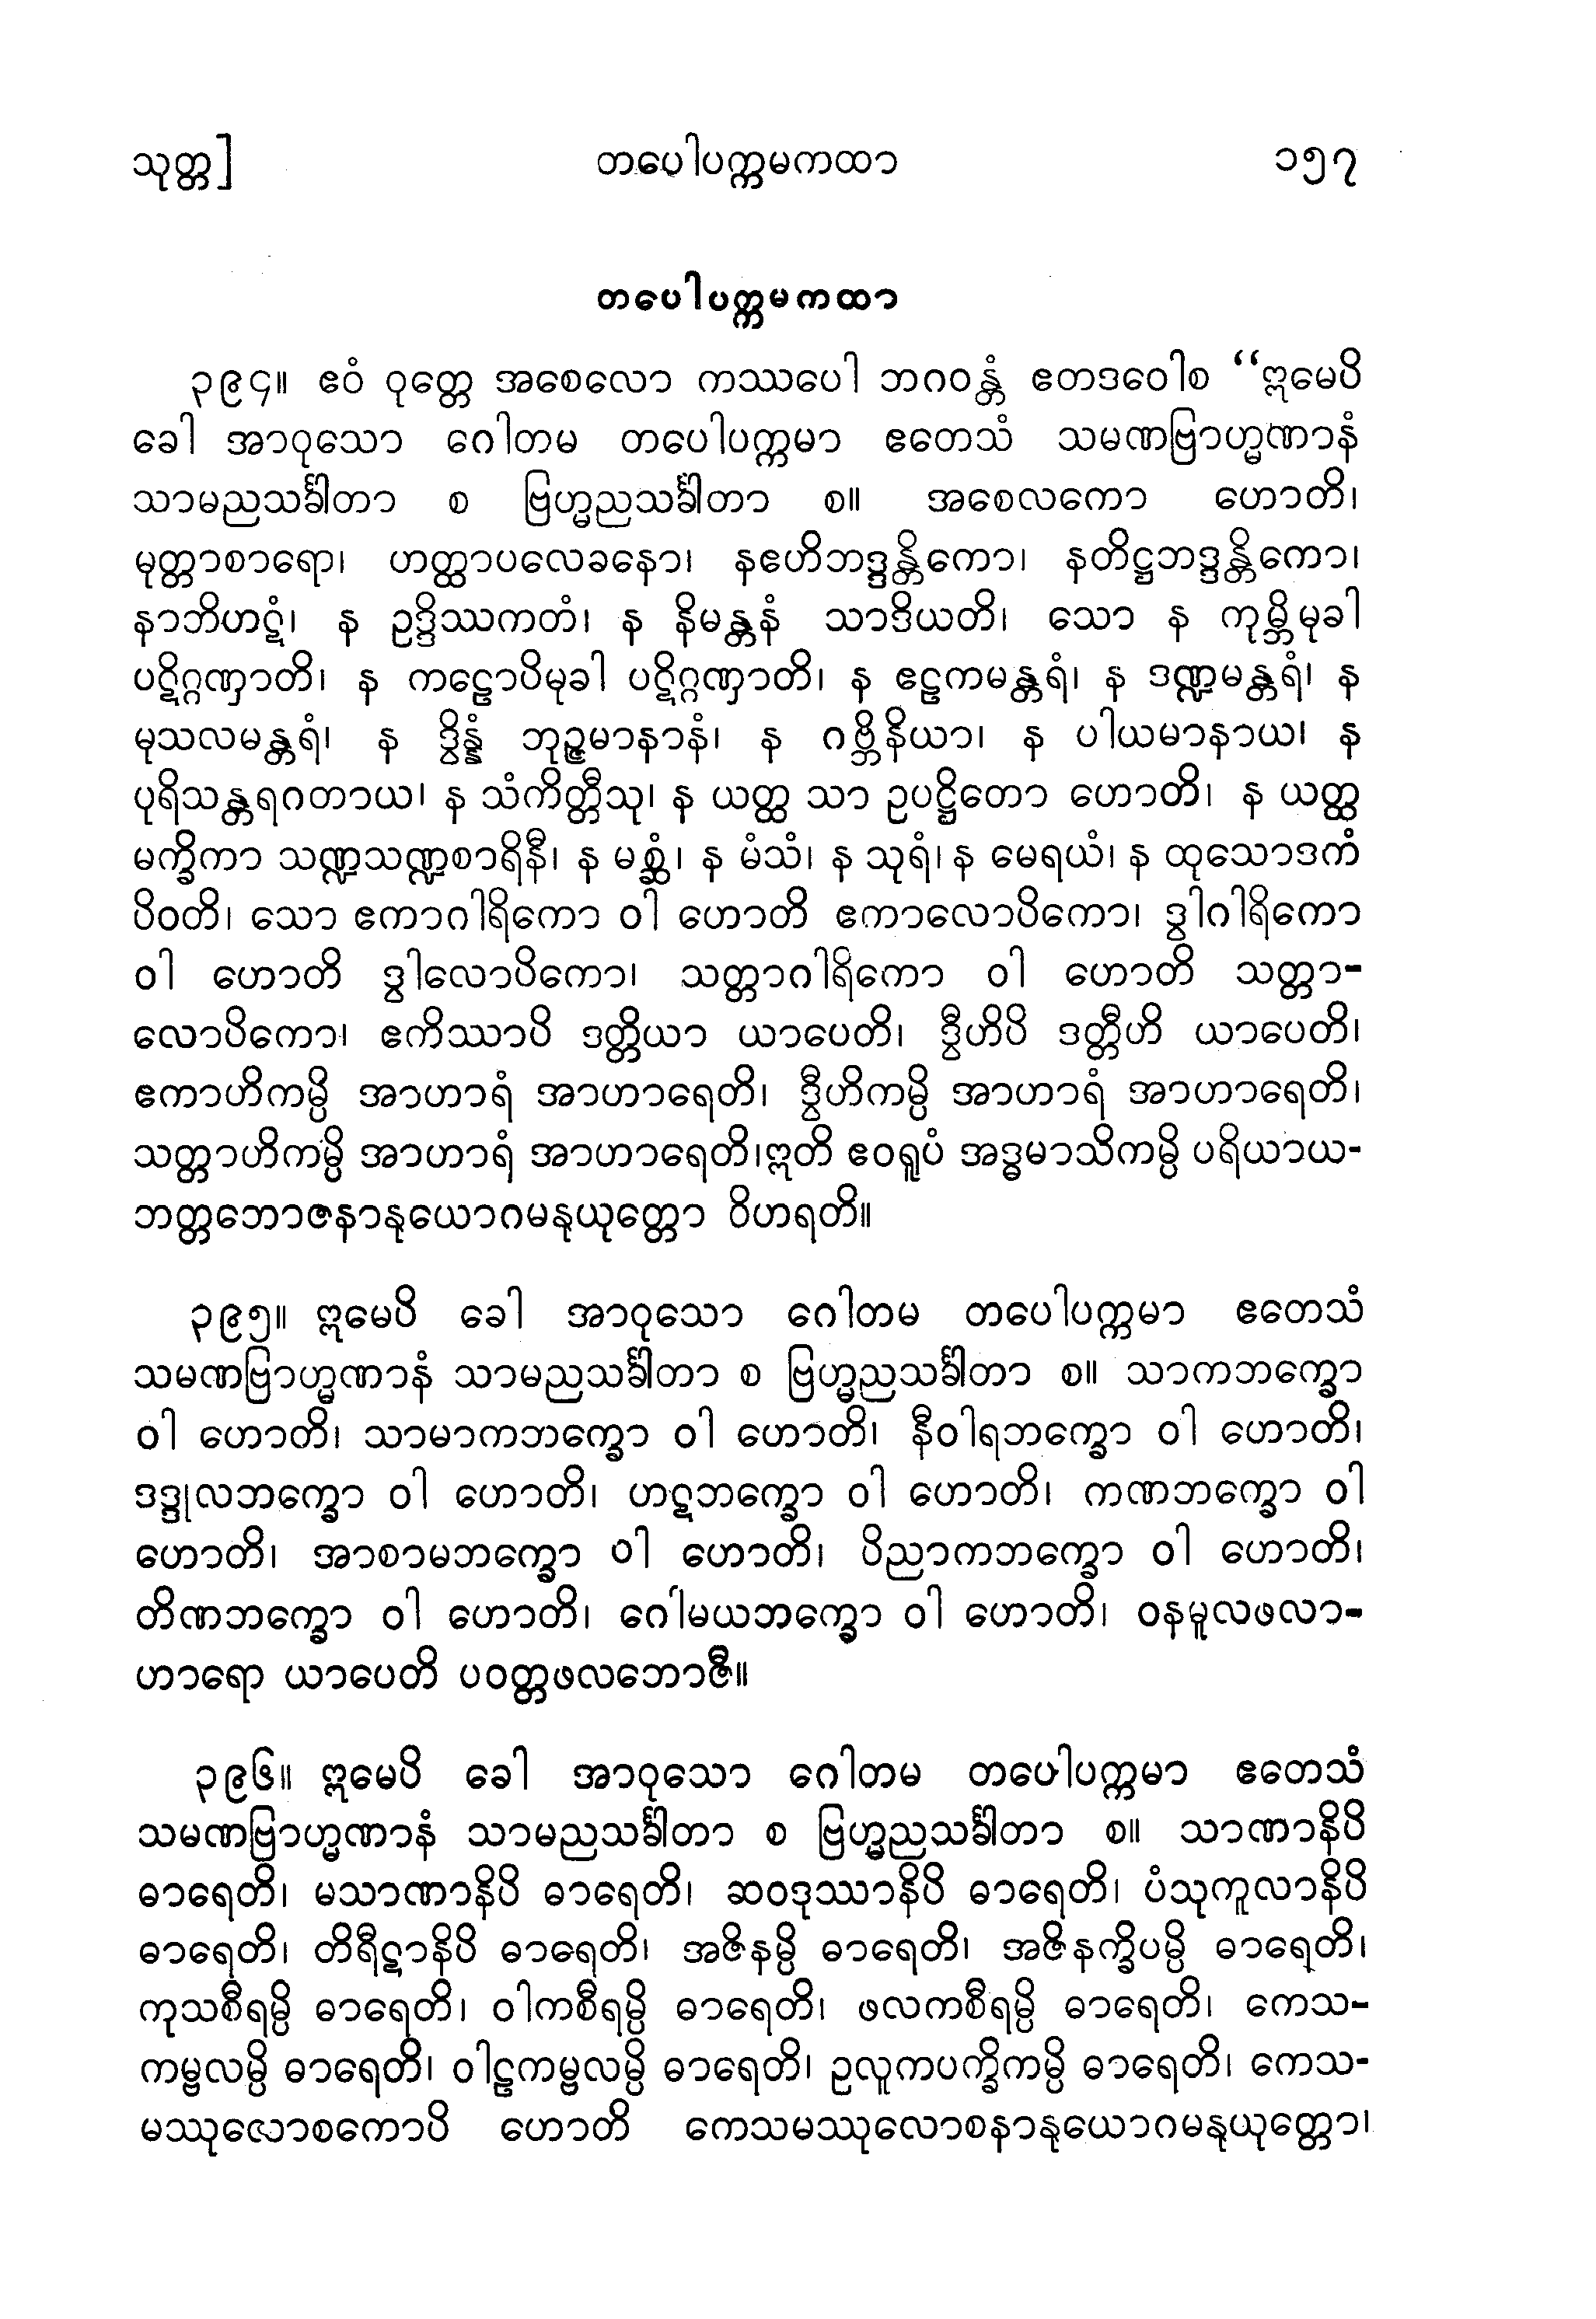 သုတ္တ]
တပေါပက္ကမကထာ
၁၅၇
တပေါပက္ကမကထာ
၃၉၄။ ဧဝံ ဝုတ္တေ အစေလော ကဿပေါ ဘဂဝန္တံ ဧတဒဝေါစ “ဣမေပိ
ခေါ အာဝုသော ဂေါတမ တပေါပက္ကမာ ဧတေသံ သမဏဗြာဟ္မဏာနံ
သာမညသင်္ခါတာ စ ဗြဟ္မညသင်္ခါတာ စ။ အစေလကော ဟောတိ၊
မုတ္တာစာရော၊ ဟတ္ထာပလေခနော၊ နဧဟိဘဒ္ဒန္တိကော၊ နတိဋ္ဌဘဒ္ဒန္တိကော၊
နာဘိဟဋံ၊ န ဥဒ္ဒိဿကတံ၊ န နိမန္တနံ သာဒိယတိ၊ သော န ကုမ္ဘိမုခါ
ပဋိဂ္ဂဏှာတိ၊ န ကဠောပိမုခါ ပဋိဂ္ဂဏှာတိ၊ န ဧဠကမန္တရံ၊ န ဒဏ္ဍမန္တရံ၊ န
မုသလမန္တရံ၊ န ဒွိန္နံ ဘုဉ္ဇမာနာနံ၊ န ဂဗ္ဘိနိယာ၊ န ပါယမာနာယ၊ န
ပုရိသန္တရဂတာယ၊ န သံကိတ္တီသု၊ န ယတ္ထ သာ ဥပဋ္ဌိတော ဟောတိ၊ န ယတ္ထ
မက္ခိကာ သဏ္ဍသဏ္ဍစာရိနီ၊ န မစ္ဆံ၊ န မံသံ၊ န သုရံ၊ န မေရယံ၊ န ထုသောဒကံ
ပိဝတိ၊ သော ဧကာဂါရိကော ဝါ ဟောတိ ဧကာလောပိကော၊ ဒွါဂါရိကော
ဝါ ဟောတိ ဒွါလောပိကော၊ သတ္တာဂါရိကော ဝါ ဟောတိ သတ္တာ-
လောပိကော၊ ဧကိဿာပိ ဒတ္တိယာ ယာပေတိ၊ ဒွီဟိပိ ဒတ္တီဟိ ယာပေတိ၊
ဧကာဟိကမ္ပိ အာဟာရံ အာဟာရေတိ၊ ဒွီဟိကမ္ပိ အာဟာရံ အာဟာရေတိ၊
သတ္တာဟိကမ္ပိ အာဟာရံ အာဟာရေတိ၊ဣတိ ဧဝရူပံ အဒ္ဓမာသိကမ္ပိ ပရိယာယ-
ဘတ္တဘောဇနာနုယောဂမနုယုတ္တော ဝိဟရတိ။
၃၉၅။ ဣမေပိ ခေါ အာဝုသော ဂေါတမ တပေါပက္ကမာ ဧတေသံ
သမဏဗြာဟ္မဏာနံ သာမညသင်္ခါတာ စ ဗြဟ္မညသင်္ခါတာ စ။ သာကဘက္ခော
ဝါ ဟောတိ၊ သာမာကဘက္ခော ဝါ ဟောတိ၊ နီဝါရဘက္ခော ဝါ ဟောတိ၊
ဒဒ္ဒုလဘက္ခော ဝါ ဟောတိ၊ ဟဋဘက္ခော ဝါ ဟောတိ၊ ကဏဘက္ခော ဝါ
ဟောတိ၊ အာစာမဘက္ခော ဝါ ဟောတိ၊ ပိညာကဘက္ခော ဝါ ဟောတိ၊
တိဏဘက္ခော ဝါ ဟောတိ၊ ဂေါမယဘက္ခော ဝါ ဟောတိ၊ ဝနမူလဖလာ-
ဟာရော ယာပေတိ ပဝတ္တဖလဘောဇီ။
၃၉၆။ ဣမေပိ ခေါ အာဝုသော ဂေါတမ တပေါပက္ကမာ ဧတေသံ
သမဏဗြာဟ္မဏာနံ သာမညသင်္ခါတာ စ ဗြဟ္မညသင်္ခါတာ စ။ သာဏာနိပိ
ဓာရေတိ၊ မသာဏာနိပိ ဓာရေတိ၊ ဆဝဒုဿာနိပိ ဓာရေတိ၊ ပံသုကူလာနိပိ
ဓာရေတိ၊ တိရီဋာနိပိ ဓာရေတိ၊ အဇိနမ္ပိ ဓာရေတိ၊ အဇိနက္ခိပမ္ပိ ဓာရေတိ၊
ကုသစီရမ္ပိ ဓာရေတိ၊ ဝါကစီရမ္ပိ ဓာရေတိ၊ ဖလကစီရမ္ပိ ဓာရေတိ၊ ကေသ-
ကမ္ဗလမ္ပိ ဓာရေတိ၊ ဝါဠကမ္ဗလမ္ပိ ဓာရေတိ၊ ဥလူကပက္ခိကမ္ပိ ဓာရေတိ၊ ကေသ-
မဿုလောစကောပိ ဟောတိ ကေသမဿုလောစနာနုယောဂမနုယုတ္တော၊